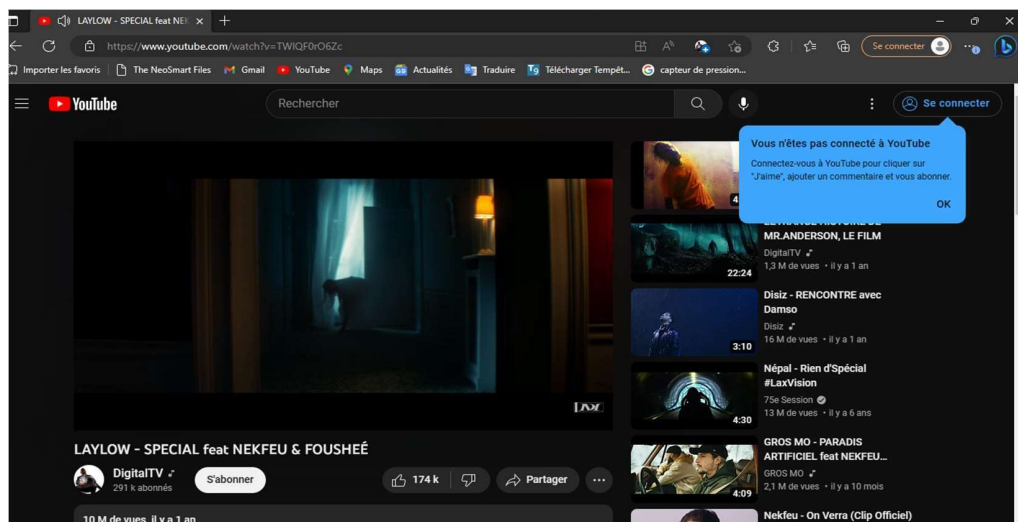 LAYLOW - SPECIAL feat NEK
https://www.youtube.com/watch?v=TWIQF0rO6Zc
Se connecter
Importer les favoris
The NeoSmart Files
Gmail
YouTube
Maps
Actualités
Traduire
Télécharger Tempêt...
capteur de pression...
YouTube
Rechercher
Se connecter
Vous n'êtes pas connecté à YouTube
Connectez-vous à YouTube pour cliquer sur
"J'aime", ajouter un commentaire et vous abonner.
OK
MR.ANDERSON, LE FILM
DigitalTV
1,3 M de vues • il y a 1 an
22:24
Disiz - RENCONTRE avec
Damso
Disiz
16 M de vues • il y a 1 an
3:10
Népal - Rien d'Spécial
#LaxVision
75e Session
13 M de vues • il y a 6 ans
4:30
GROS MO - PARADIS
ARTIFICIEL feat NEKFEU...
GROS MO
2,1 M de vues • il y a 10 mois
4:09
Nekfeu - On Verra (Clip Officiel)
LAYLOW - SPECIAL feat NEKFEU & FOUSHEÉ
DigitalTV
291 k abonnés
S'abonner
174 k
Partager
10 M de vues il y a 1 an